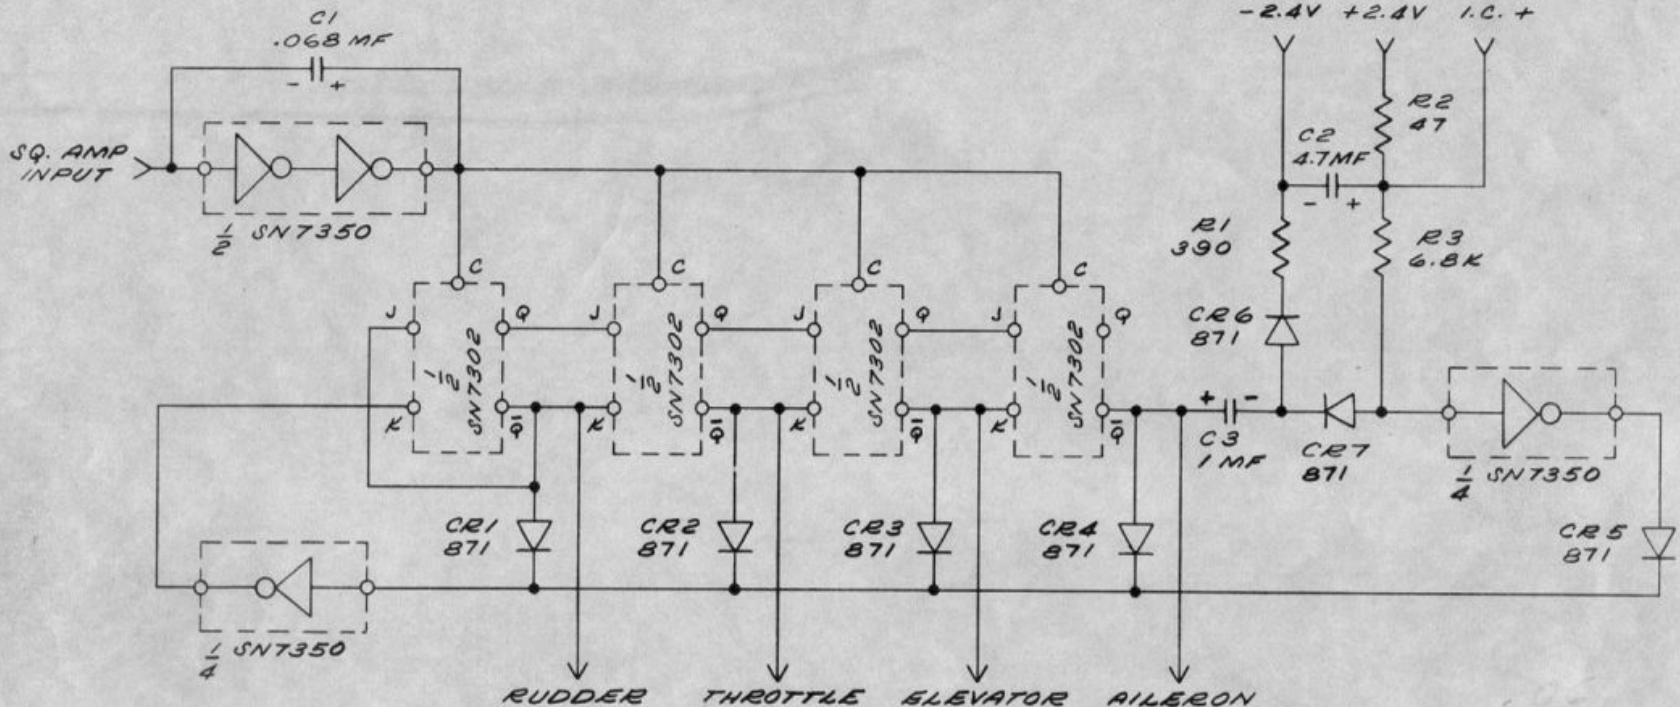 C1
.068 MF
- +
SQ. AMP
INPUT
1/2 SN7350
-2.4V +2.4V I.C. +
R2
47
C2
4.7MF
- +
R1
390
R3
6.8K
CR6
871
C
J Q
K Q̅
1/2 SN7302
C
J Q
K Q̅
1/2 SN7302
C
J Q
K Q̅
1/2 SN7302
C
J Q
K Q̅
1/2 SN7302
+ -
C3
1 MF
CR7
871
1/4 SN7350
CR1
871
CR2
871
CR3
871
CR4
871
CR5
871
1/4 SN7350
RUDDER THROTTLE ELEVATOR AILERON